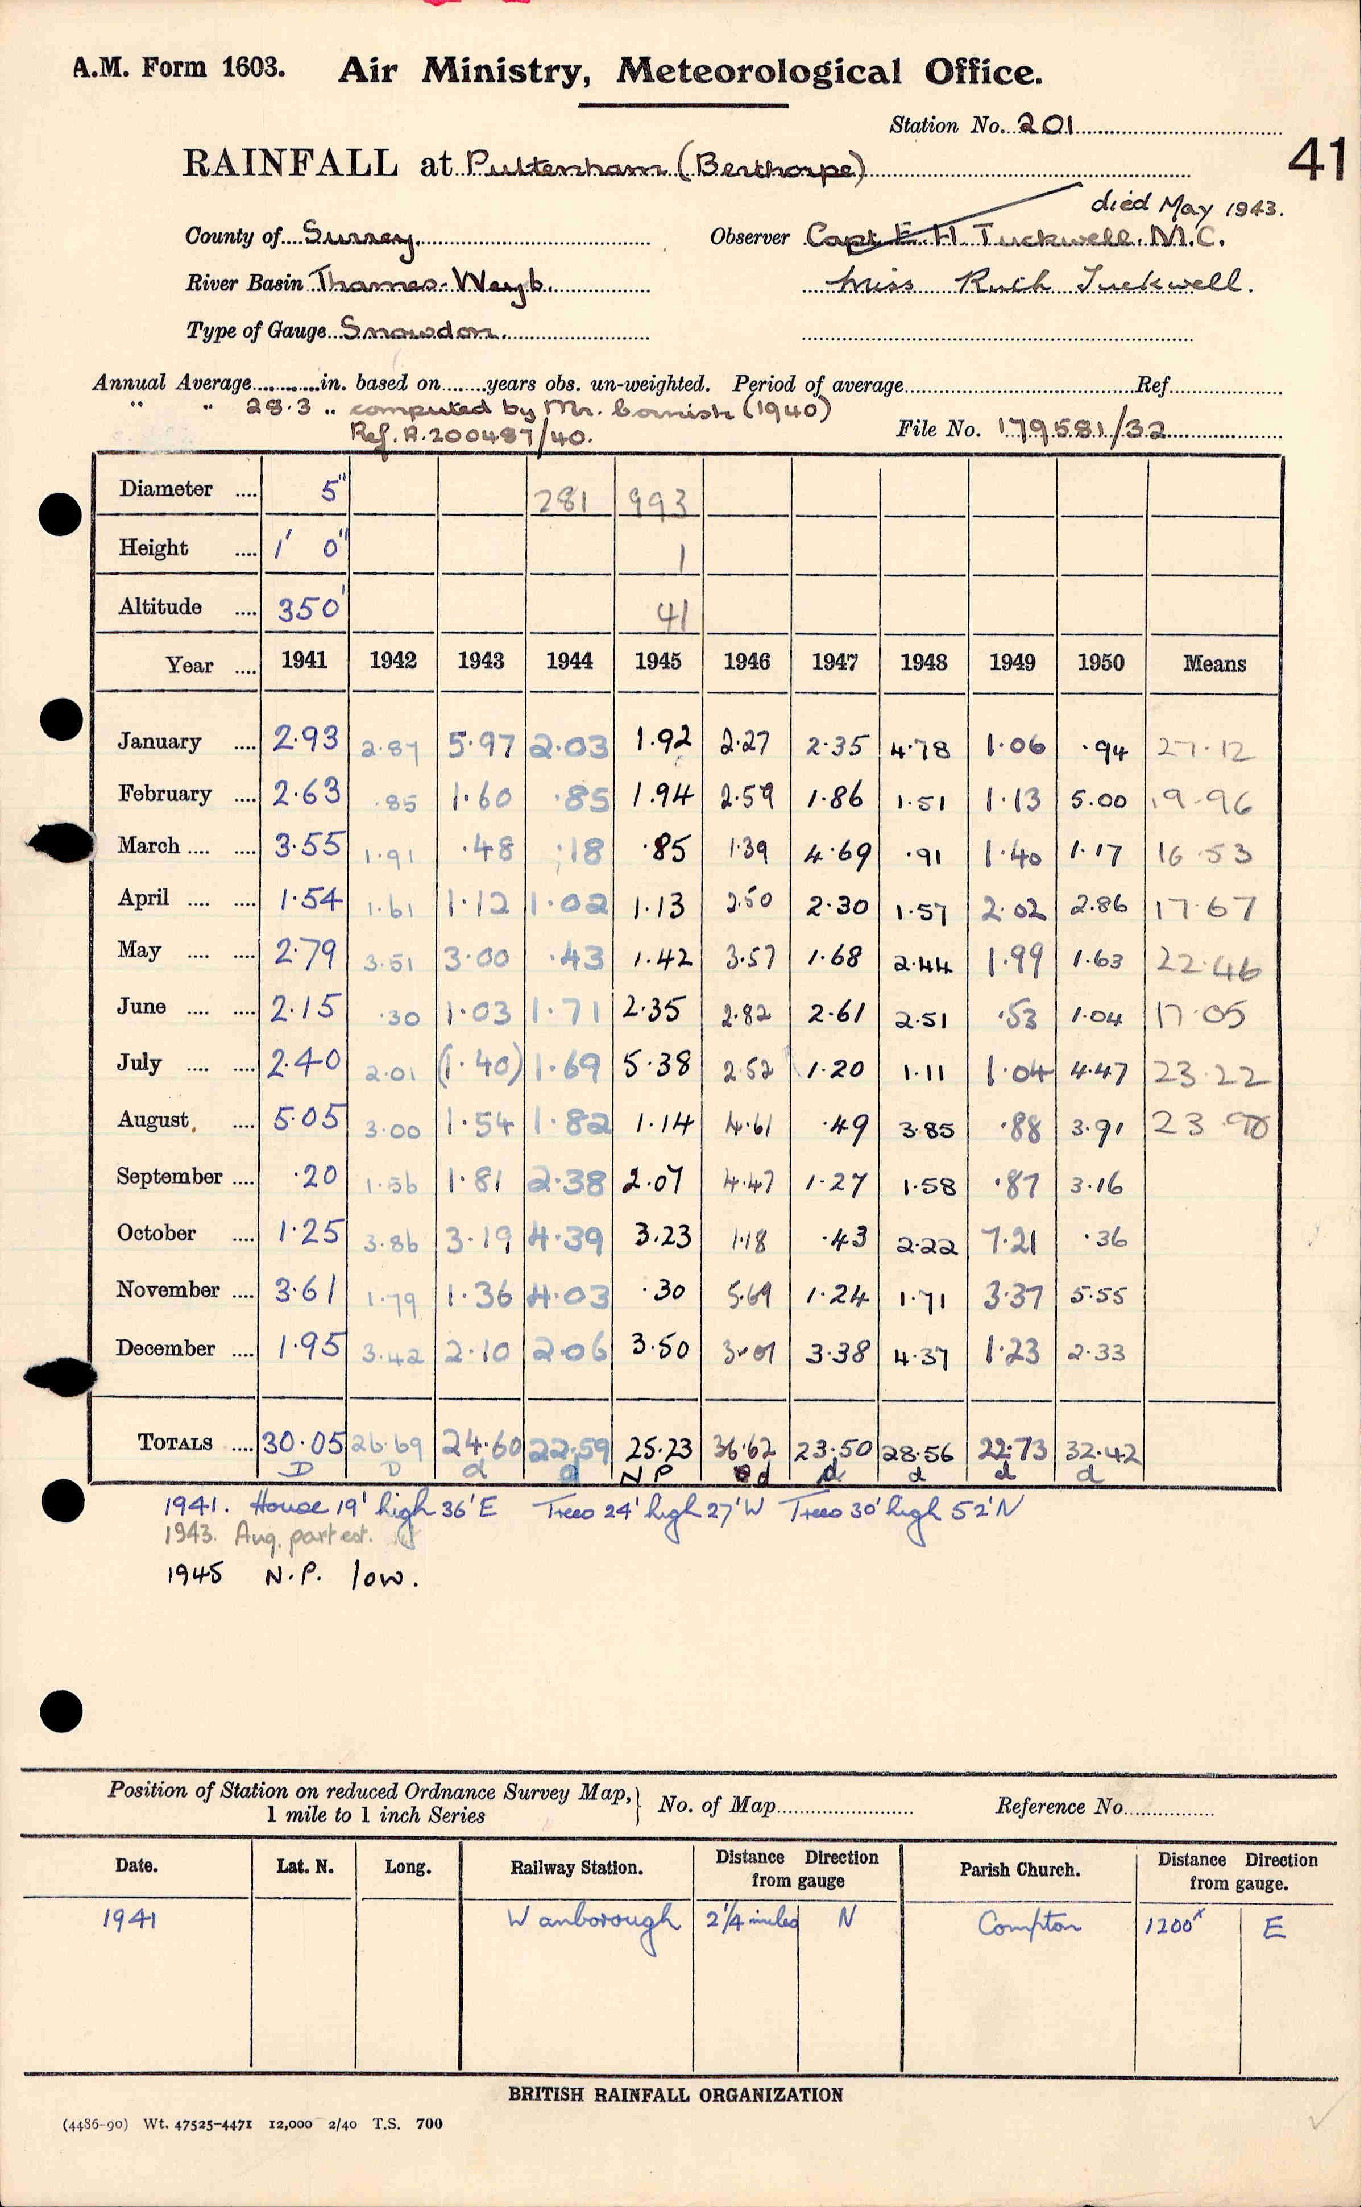 A.M. Form 1603. Air Ministry, Meteorological Office.
Station No. 201
41
RAINFALL at Puttenham (Berthorpe)
died May 1943.
County of Surrey Observer Capt E. H. Tuckwell. M.C.
River Basin Thames-Wey b. Miss Ruth Tuckwell.
Type of Gauge Snowdon.
Annual Average in. based on years obs. un-weighted. Period of average Ref.
" " 28.3 .. computed by Mr. Cornish (1940)
Ref. R.200487/40. File No. 179581/32
Diameter .... 5" 281 993
Height .... 1' 0" 1
Altitude .... 350' 41
Year .... 1941 1942 1943 1944 1945 1946 1947 1948 1949 1950 Means
January .... 2.93 2.87 5.97 2.03 1.92 2.27 2.35 4.78 1.06 .94 27.12
February .... 2.63 .85 1.60 .85 1.94 2.59 1.86 1.51 1.13 5.00 19.96
March .... .... 3.55 1.91 .48 .18 .85 1.39 4.69 .91 1.40 1.17 16.53
April .... .... 1.54 1.61 1.12 1.02 1.13 2.50 2.30 1.57 2.02 2.86 17.67
May .... .... 2.79 3.51 3.00 .43 1.42 3.57 1.68 2.44 1.99 1.63 22.46
June .... .... 2.15 .30 1.03 1.71 2.35 2.82 2.61 2.51 .53 1.04 17.05
July .... .... 2.40 2.01 (1.40) 1.69 5.38 2.52 1.20 1.11 1.04 4.47 23.22
August. .... 5.05 3.00 1.54 1.82 1.14 4.61 .49 3.85 .88 3.91 23.90
September .... .20 1.56 1.81 2.38 2.07 4.47 1.27 1.58 .87 3.16
October .... 1.25 3.86 3.19 4.39 3.23 1.18 .43 2.22 7.21 .36
November .... 3.61 1.79 1.36 4.03 .30 5.69 1.24 1.71 3.37 5.55
December .... 1.95 3.42 2.10 2.06 3.50 3.01 3.38 4.37 1.23 2.33
TOTALS .... 30.05 26.69 24.60 22.59 25.23 36.62 23.50 28.56 22.73 32.42
D D d d N P d d d d d
1941. House 19' high 36' E Trees 24' high 27' W Trees 30' high 52' N
1943. Aug. part est.
1945 N.P. low.
Position of Station on reduced Ordnance Survey Map, 1 mile to 1 inch Series } No. of Map Reference No.
Date. Lat. N. Long. Railway Station. Distance Direction from gauge Parish Church. Distance Direction from gauge.
1941 Wanborough 2 1/4 miles N Compton 1200x E
BRITISH RAINFALL ORGANIZATION
(4486-90) Wt. 47525-4471 12,000 2/40 T.S. 700